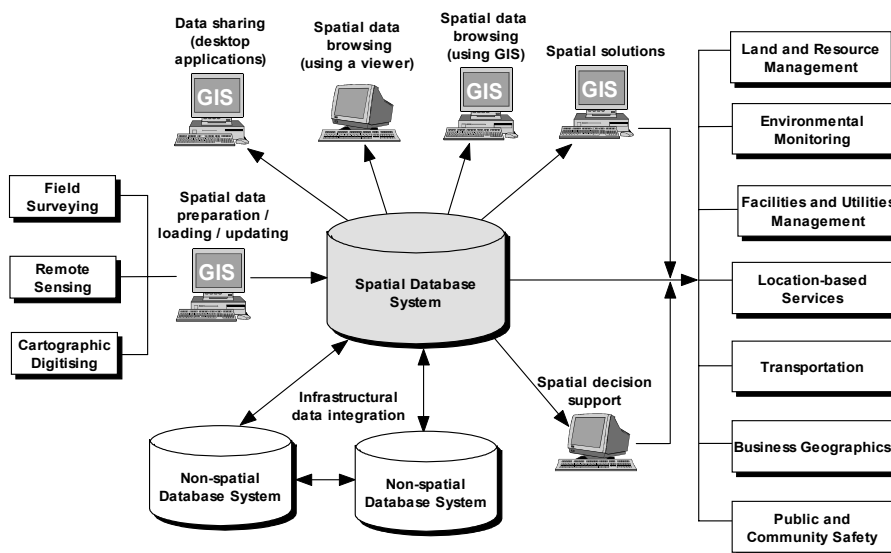 Data sharing
(desktop
applications)
GIS
Spatial data
browsing
(using a viewer)
Spatial data
browsing
(using GIS)
GIS
Spatial solutions
GIS
Field
Surveying
Remote
Sensing
Cartographic
Digitising
Spatial data
preparation /
loading / updating
GIS
Spatial Database
System
Infrastructural
data integration
Non-spatial
Database System
Non-spatial
Database System
Spatial decision
support
Land and Resource
Management
Environmental
Monitoring
Facilities and Utilities
Management
Location-based
Services
Transportation
Business Geographics
Public and
Community Safety